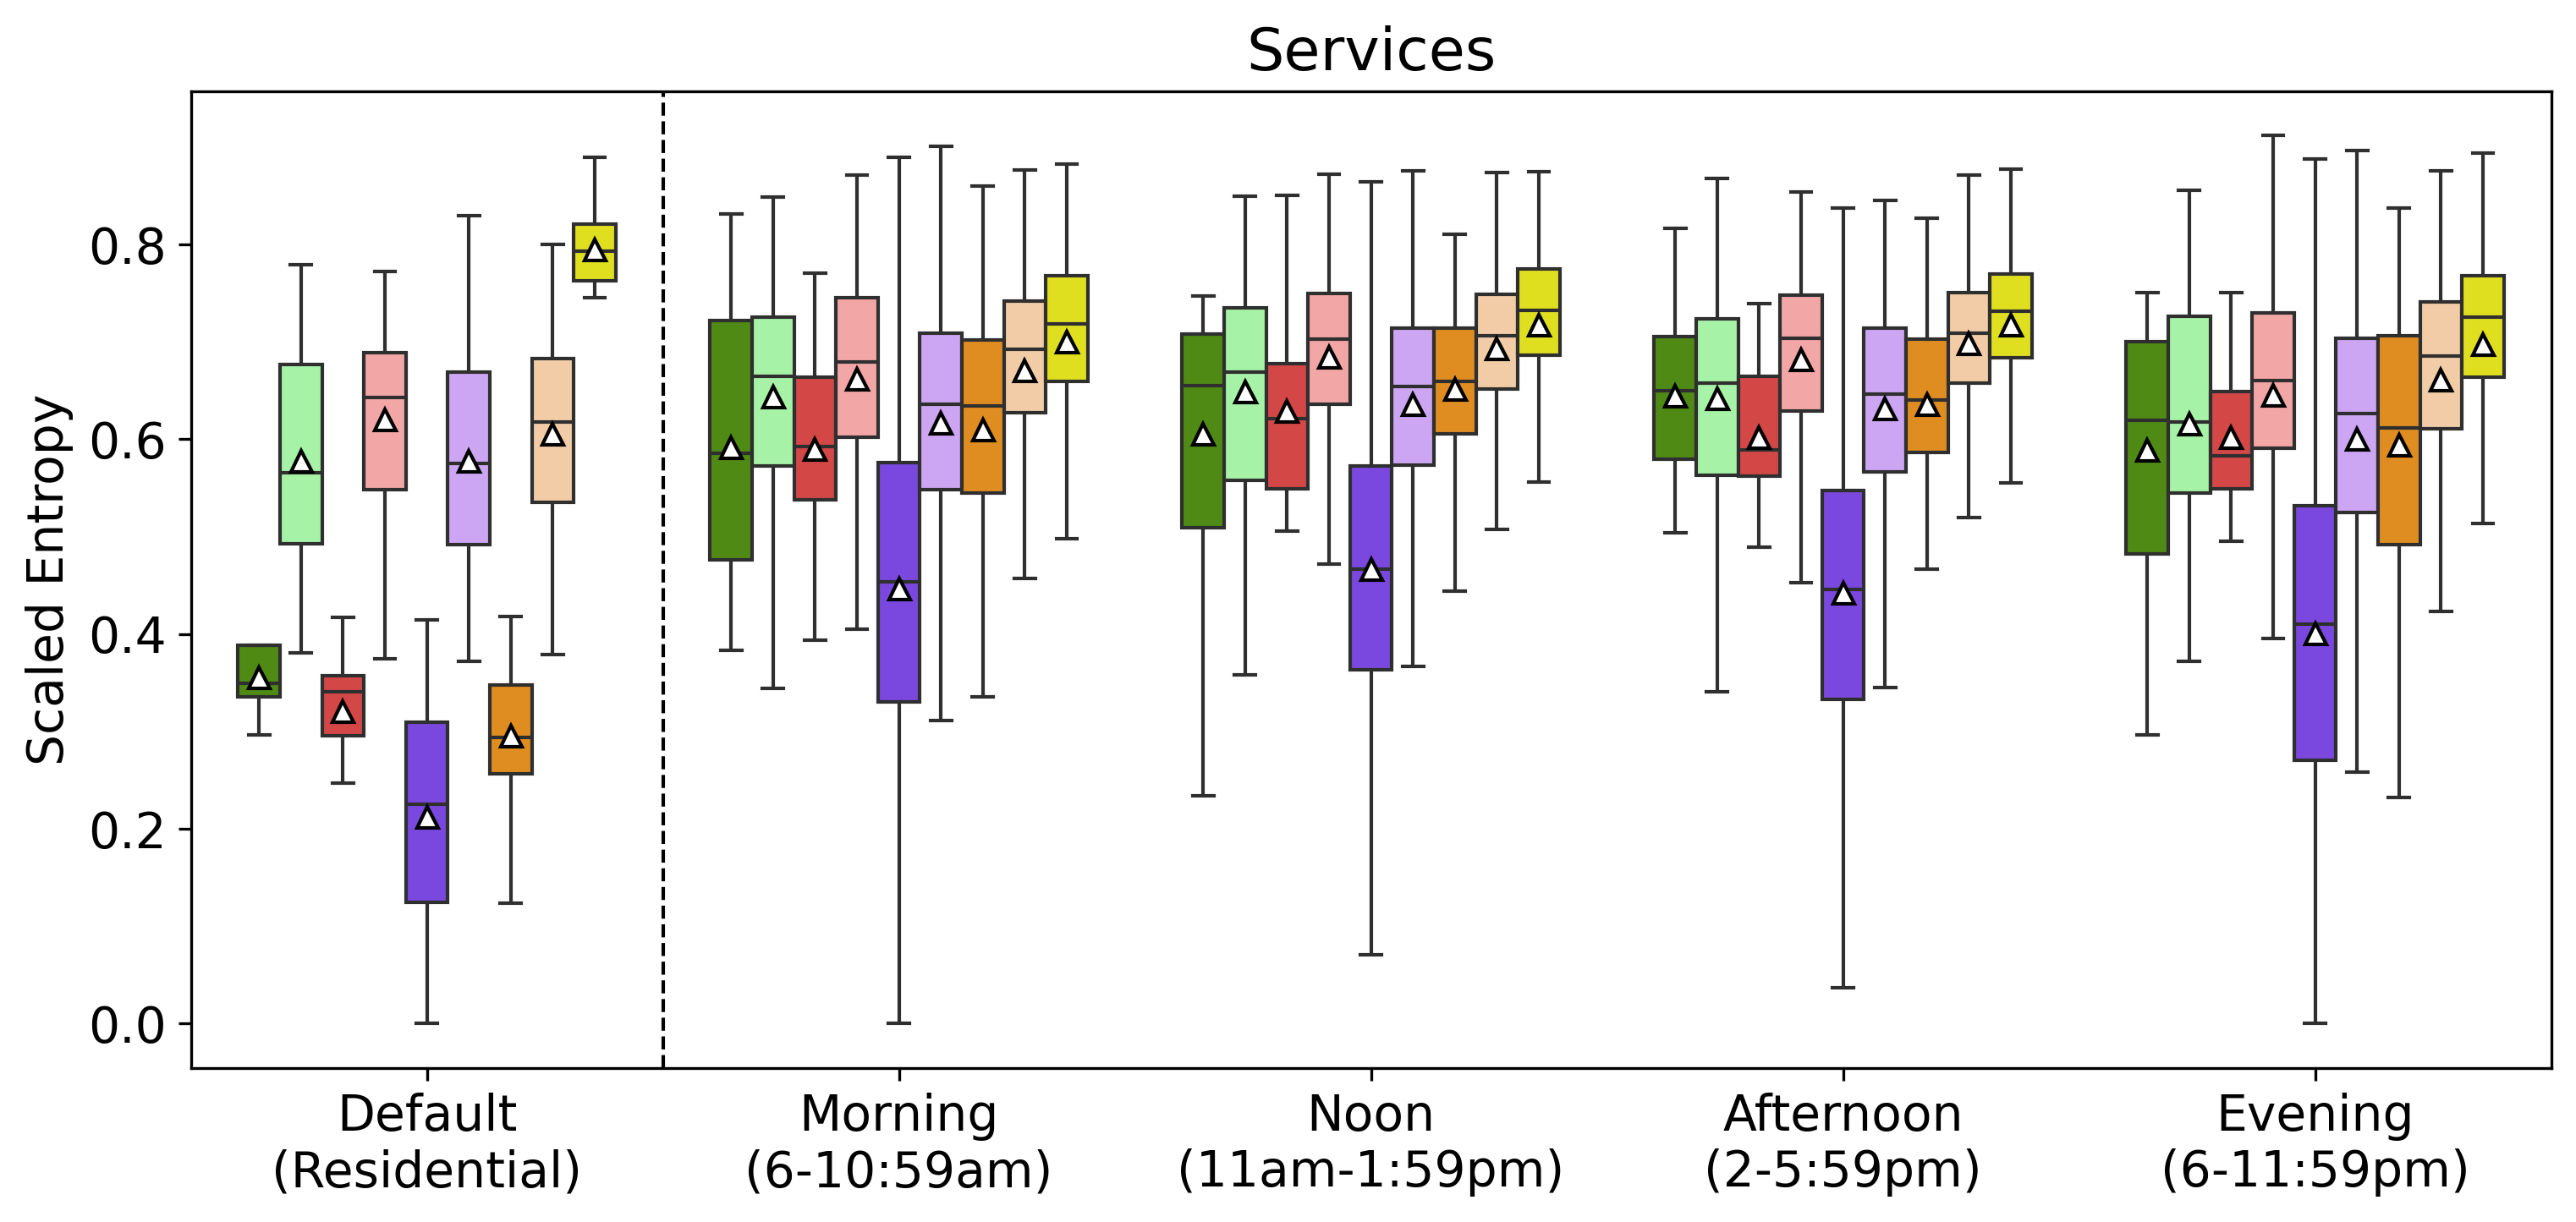 Services
Scaled Entropy
0.8
0.6
0.4
0.2
0.0
Default
(Residential)
Morning
(6-10:59am)
Noon
(11am-1:59pm)
Afternoon
(2-5:59pm)
Evening
(6-11:59pm)